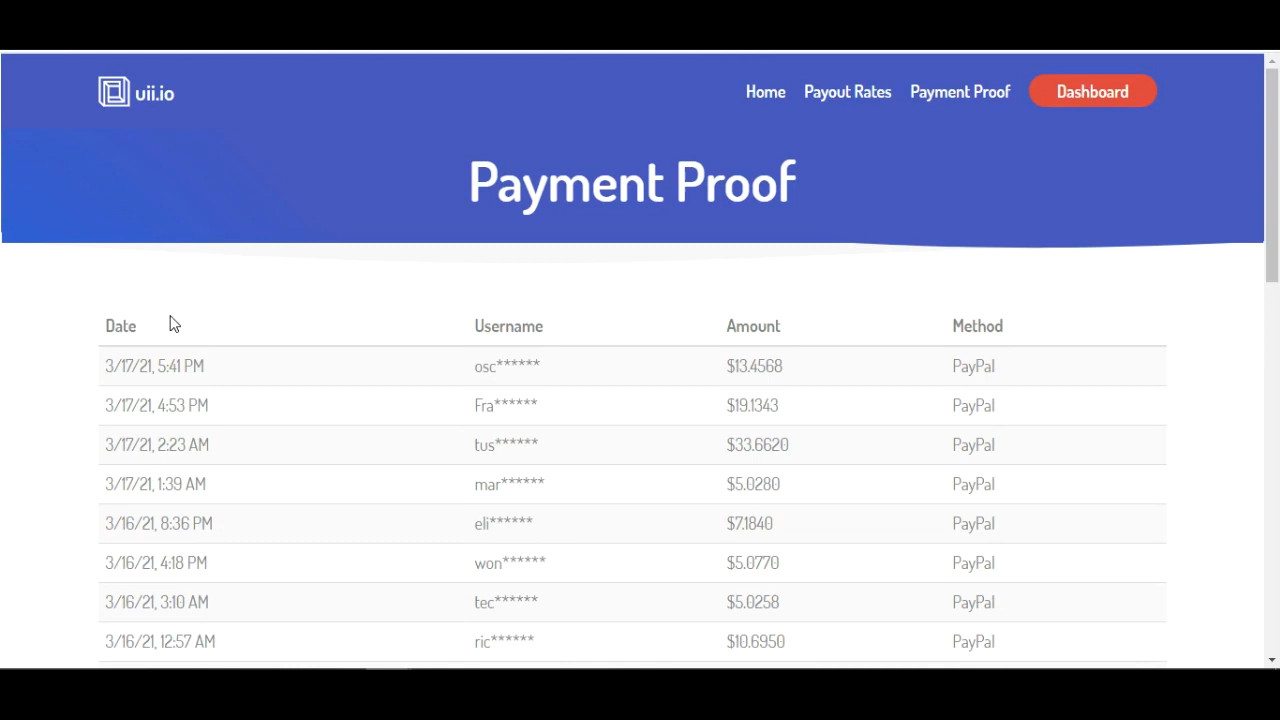 uii.io
Home Payout Rates Payment Proof Dashboard
Payment Proof
Date Username Amount Method
3/17/21, 5:41 PM osc****** $13.4568 PayPal
3/17/21, 4:53 PM Fra****** $19.1343 PayPal
3/17/21, 2:23 AM tus****** $33.6620 PayPal
3/17/21, 1:39 AM mar****** $5.0280 PayPal
3/16/21, 8:36 PM eli****** $7.1840 PayPal
3/16/21, 4:18 PM won****** $5.0770 PayPal
3/16/21, 3:10 AM tec****** $5.0258 PayPal
3/16/21, 12:57 AM ric****** $10.6950 PayPal